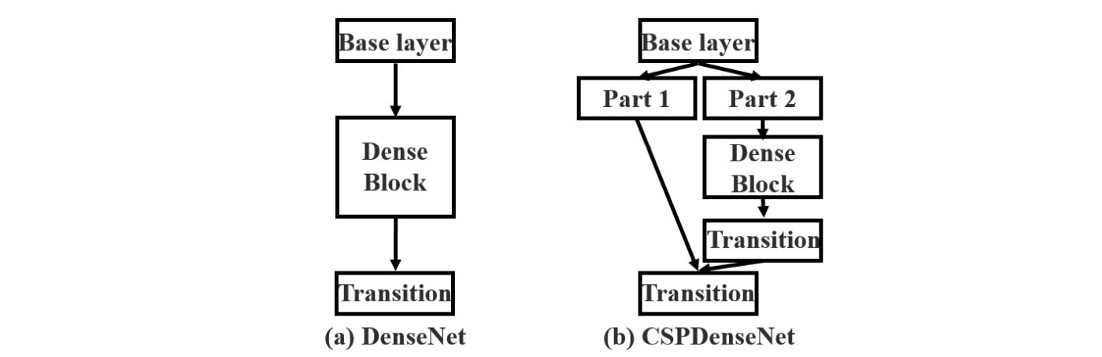 Base layer
Dense
Block
Transition
(a) DenseNet
Base layer
Part 1
Part 2
Dense
Block
Transition
Transition
(b) CSPDenseNet